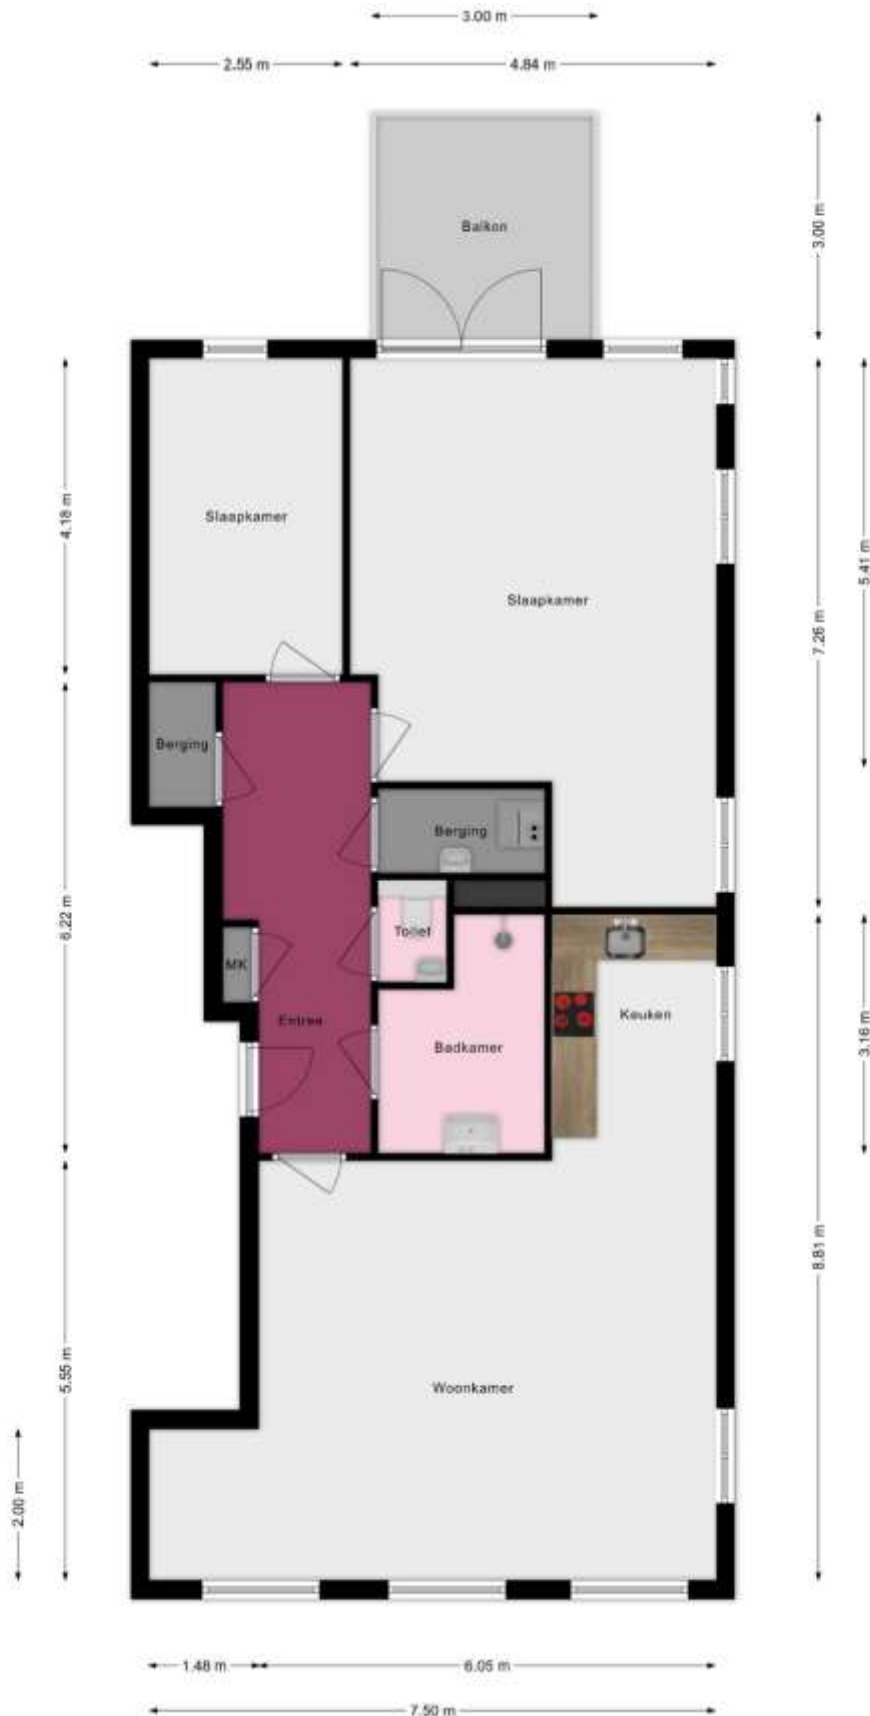 3.00 m
2.55 m
4.84 m
Balkon
3.00 m
4.18 m
Slaapkamer
Slaapkamer
5.41 m
7.26 m
Berging
Berging
6.22 m
Toilet
MK
Entree
Keuken
3.16 m
Badkamer
8.81 m
5.55 m
Woonkamer
2.00 m
1.48 m
6.05 m
7.50 m